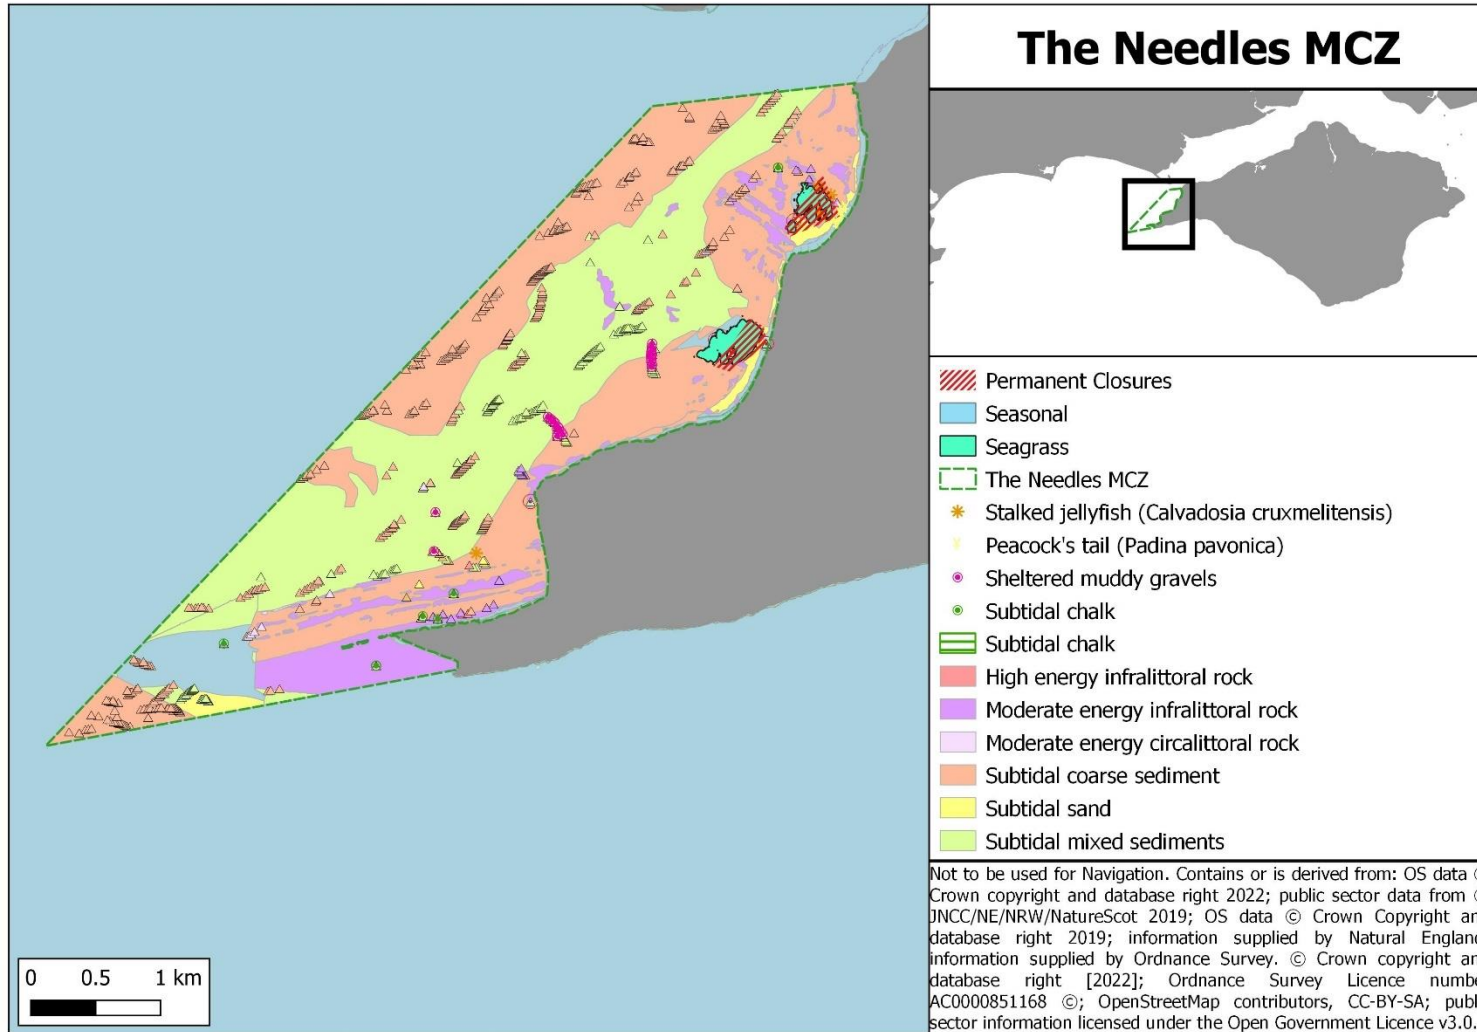 The Needles MCZ
Permanent Closures
Seasonal
Seagrass
The Needles MCZ
Stalked jellyfish (Calvadosia cruxmelitensis)
Peacock's tail (Padina pavonica)
Sheltered muddy gravels
Subtidal chalk
Subtidal chalk
High energy infralittoral rock
Moderate energy infralittoral rock
Moderate energy circalittoral rock
Subtidal coarse sediment
Subtidal sand
Subtidal mixed sediments
Not to be used for Navigation. Contains or is derived from: OS data ©
Crown copyright and database right 2022; public sector data from ©
JNCC/NE/NRW/NatureScot 2019; OS data © Crown Copyright an
database right 2019; information supplied by Natural England
information supplied by Ordnance Survey. © Crown copyright an
database right [2022]; Ordnance Survey Licence numbe
AC0000851168 ©; OpenStreetMap contributors, CC-BY-SA; publ
sector information licensed under the Open Government Licence v3.0.
0 0.5 1 km